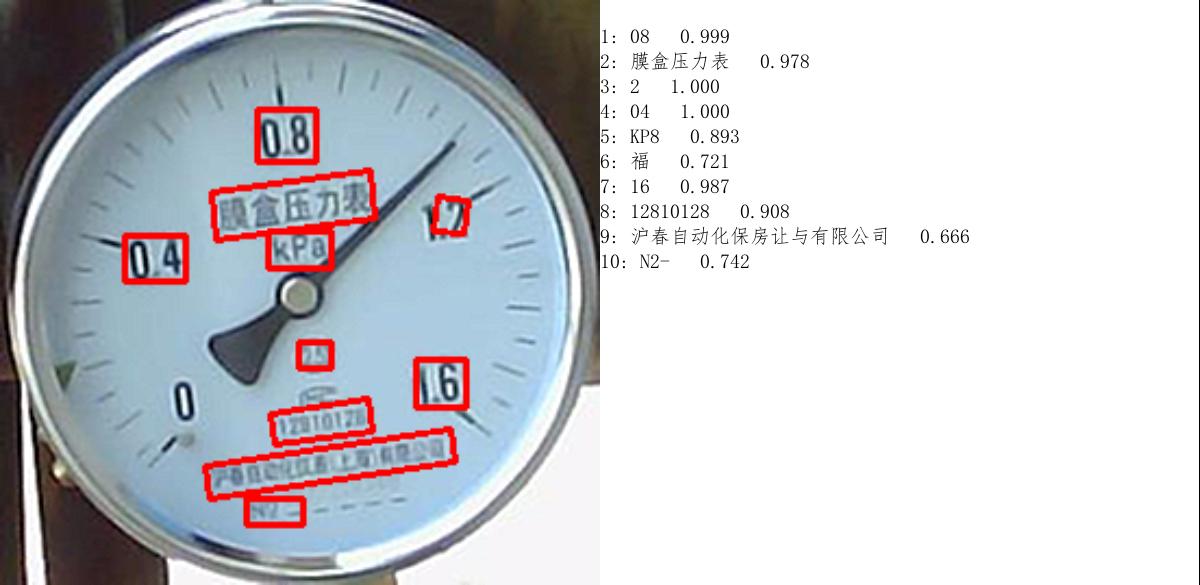 0.8
膜盒压力表
kPa
1.2
0.4
2.5
1.6
0
12810128
沪春自动化仪表(上海)有限公司
N2
1: 08 0.999
2: 膜盒压力表 0.978
3: 2 1.000
4: 04 1.000
5: KP8 0.893
6: 福 0.721
7: 16 0.987
8: 12810128 0.908
9: 沪春自动化保房让与有限公司 0.666
10: N2- 0.742